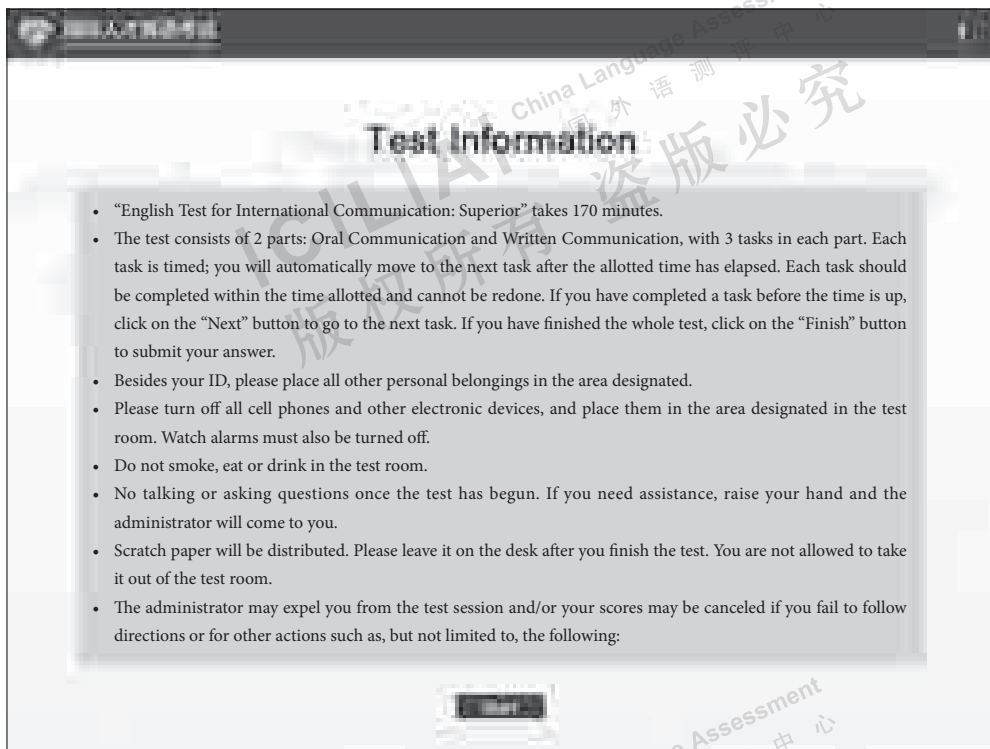 China Language Assessment
中国外语测评中心
ICILIAI
版权所有 盗版必究
Test Information
• “English Test for International Communication: Superior” takes 170 minutes.
• The test consists of 2 parts: Oral Communication and Written Communication, with 3 tasks in each part. Each
task is timed; you will automatically move to the next task after the allotted time has elapsed. Each task should
be completed within the time allotted and cannot be redone. If you have completed a task before the time is up,
click on the “Next” button to go to the next task. If you have finished the whole test, click on the “Finish” button
to submit your answer.
• Besides your ID, please place all other personal belongings in the area designated.
• Please turn off all cell phones and other electronic devices, and place them in the area designated in the test
room. Watch alarms must also be turned off.
• Do not smoke, eat or drink in the test room.
• No talking or asking questions once the test has begun. If you need assistance, raise your hand and the
administrator will come to you.
• Scratch paper will be distributed. Please leave it on the desk after you finish the test. You are not allowed to take
it out of the test room.
• The administrator may expel you from the test session and/or your scores may be canceled if you fail to follow
directions or for other actions such as, but not limited to, the following:
Assessment
中心